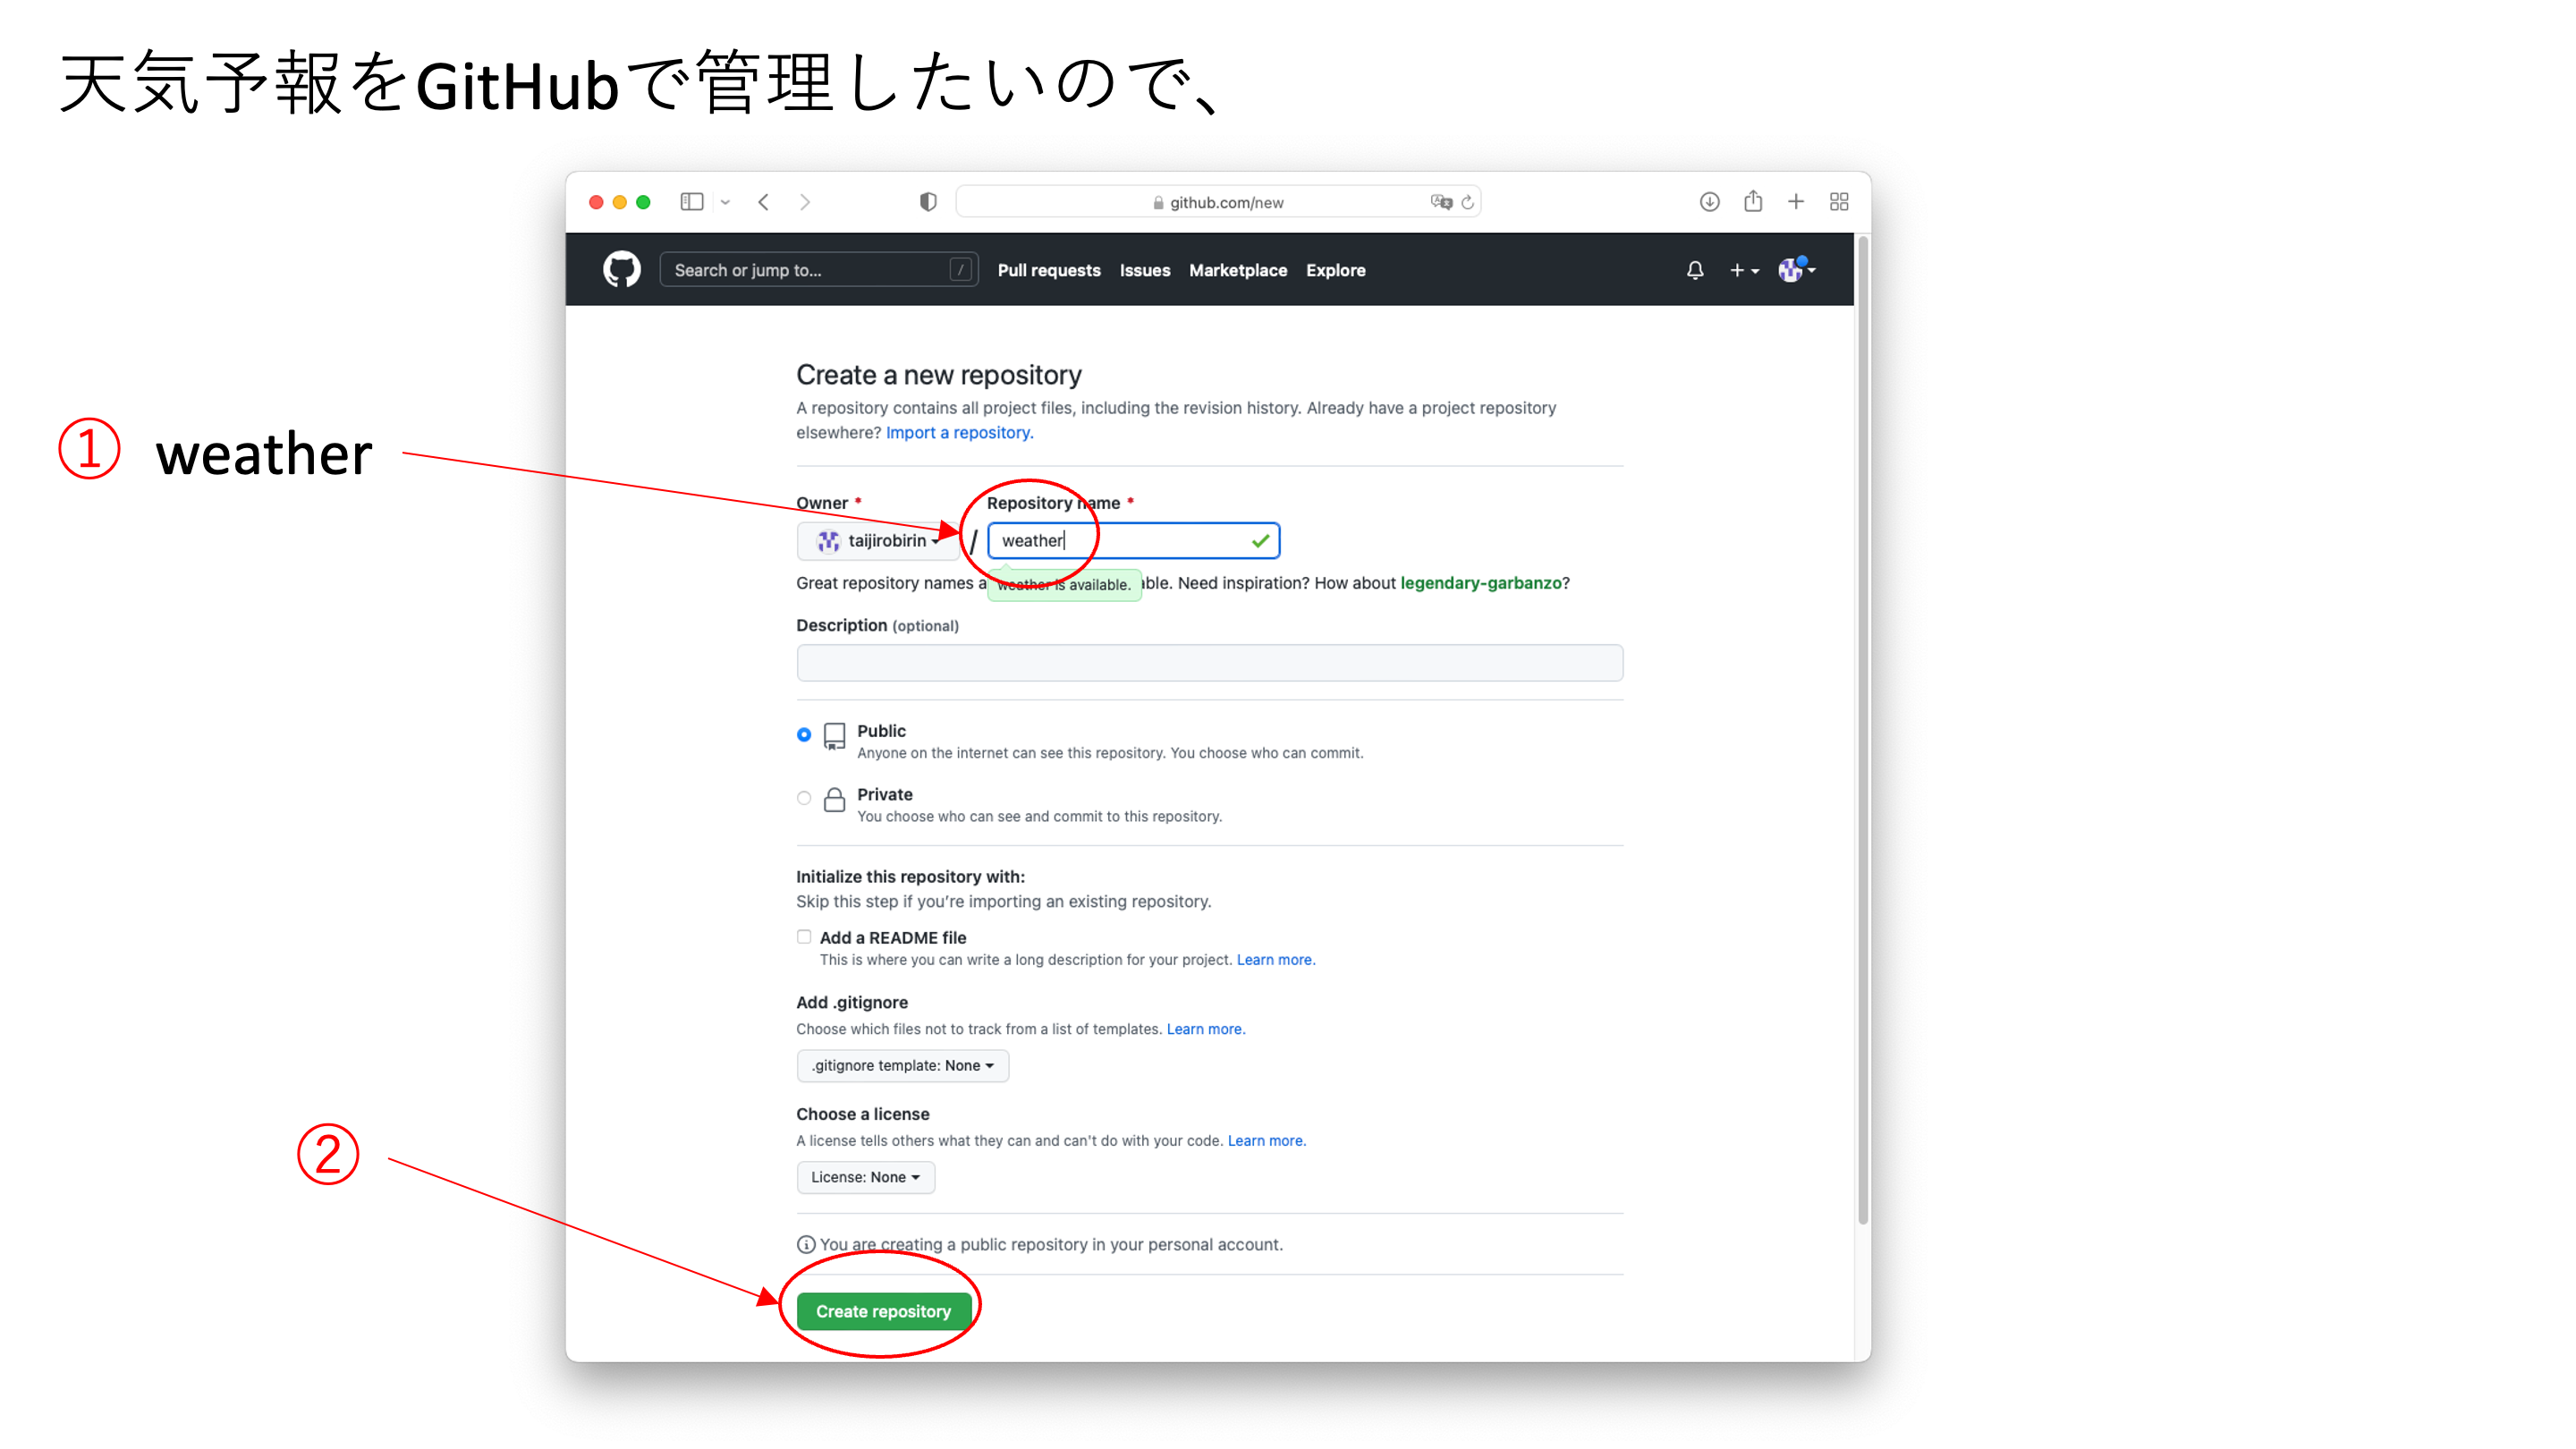 天気予報をGitHubで管理したいので、
github.com/new
Search or jump to... /
Pull requests Issues Marketplace Explore
Create a new repository
A repository contains all project files, including the revision history. Already have a project repository
elsewhere? Import a repository.
① weather
Owner * Repository name *
taijirobirin / weather
Great repository names a weather is available. ble. Need inspiration? How about legendary-garbanzo?
Description (optional)
Public
Anyone on the internet can see this repository. You choose who can commit.
Private
You choose who can see and commit to this repository.
Initialize this repository with:
Skip this step if you’re importing an existing repository.
Add a README file
This is where you can write a long description for your project. Learn more.
Add .gitignore
Choose which files not to track from a list of templates. Learn more.
.gitignore template: None
Choose a license
A license tells others what they can and can't do with your code. Learn more.
②
License: None
You are creating a public repository in your personal account.
Create repository